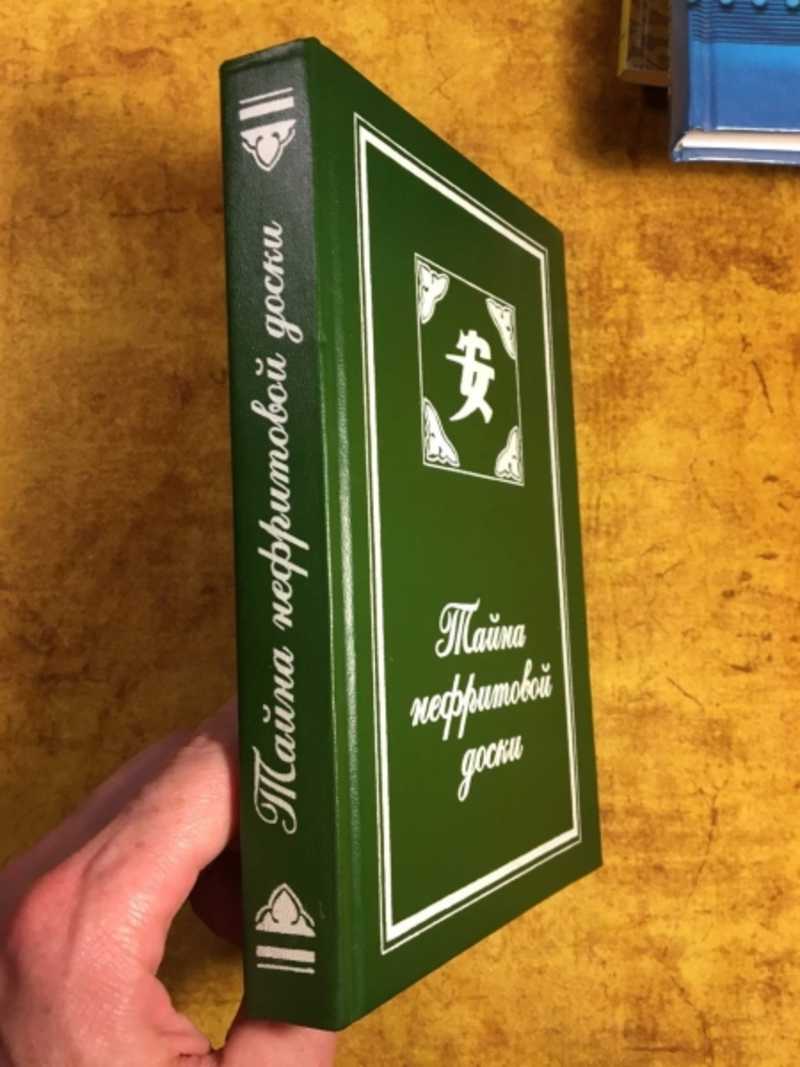 Тайна нефритовой доски
安
Тайна
нефритовой
доски